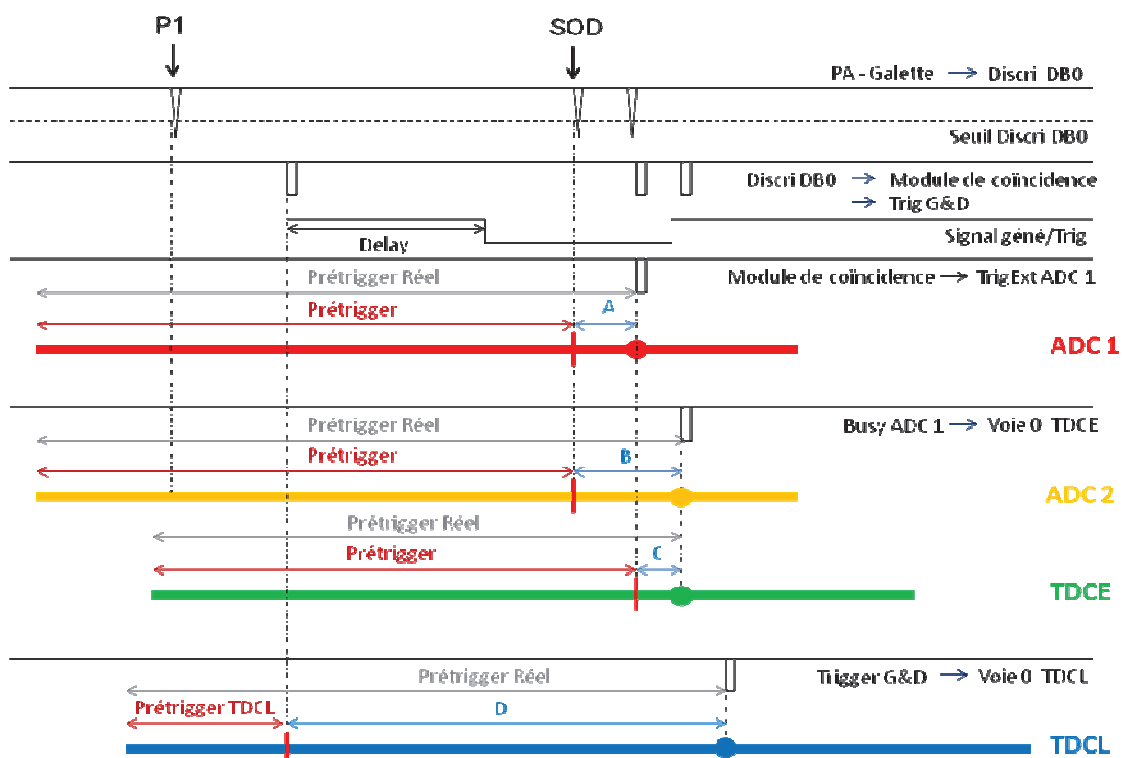 P1
SOD
PA - Galette → Discri DB0
Seuil Discri DB0
Discri DB0 → Module de coïncidence
→ Trig G&D
Delay
Signal géné/Trig
Prétrigger Réel
Module de coïncidence → Trig Ext ADC 1
Prétrigger
A
ADC 1
Prétrigger Réel
Busy ADC 1 → Voie 0 TDCE
Prétrigger
B
ADC 2
Prétrigger Réel
Prétrigger
C
TDCE
Prétrigger Réel
Trigger G&D → Voie 0 TDCL
Prétrigger TDCL
D
TDCL